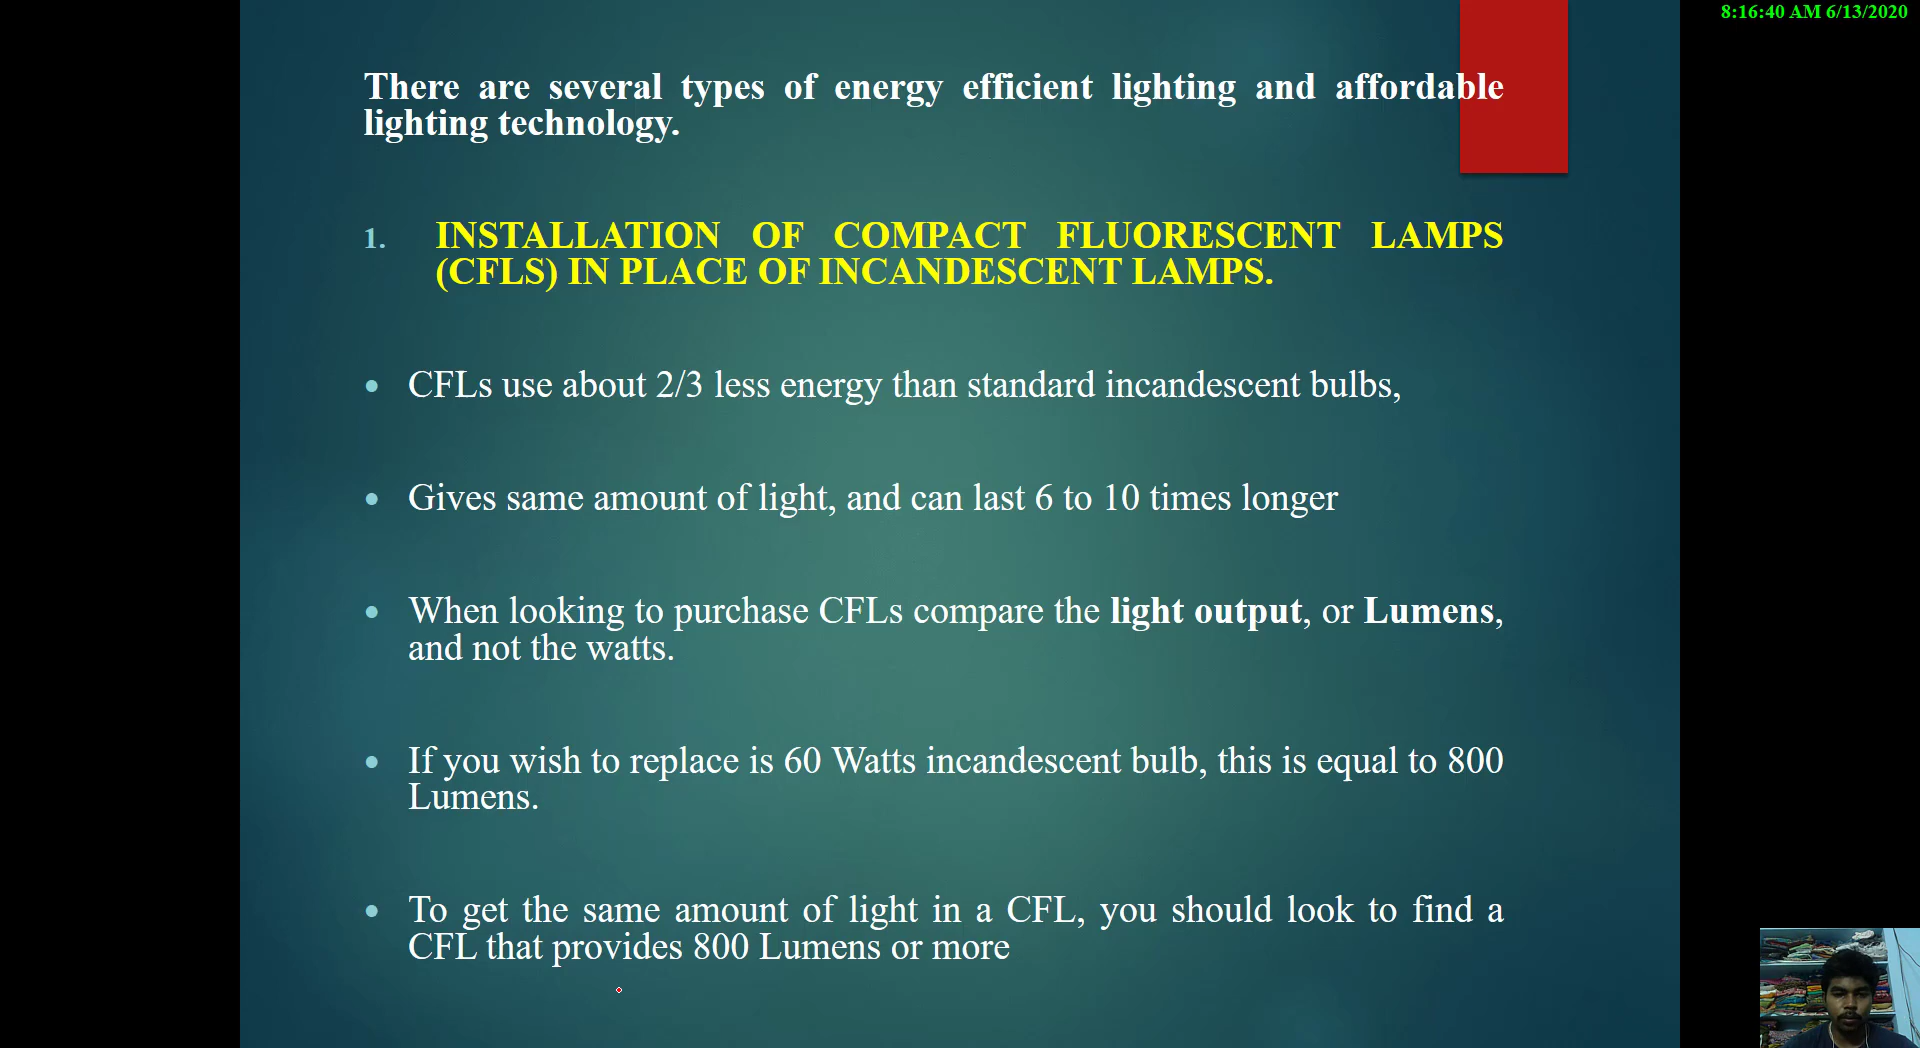 8:16:40 AM 6/13/2020
There are several types of energy efficient lighting and affordable
lighting technology.
1. INSTALLATION OF COMPACT FLUORESCENT LAMPS
(CFLS) IN PLACE OF INCANDESCENT LAMPS.
• CFLs use about 2/3 less energy than standard incandescent bulbs,
• Gives same amount of light, and can last 6 to 10 times longer
• When looking to purchase CFLs compare the light output, or Lumens,
and not the watts.
• If you wish to replace is 60 Watts incandescent bulb, this is equal to 800
Lumens.
• To get the same amount of light in a CFL, you should look to find a
CFL that provides 800 Lumens or more